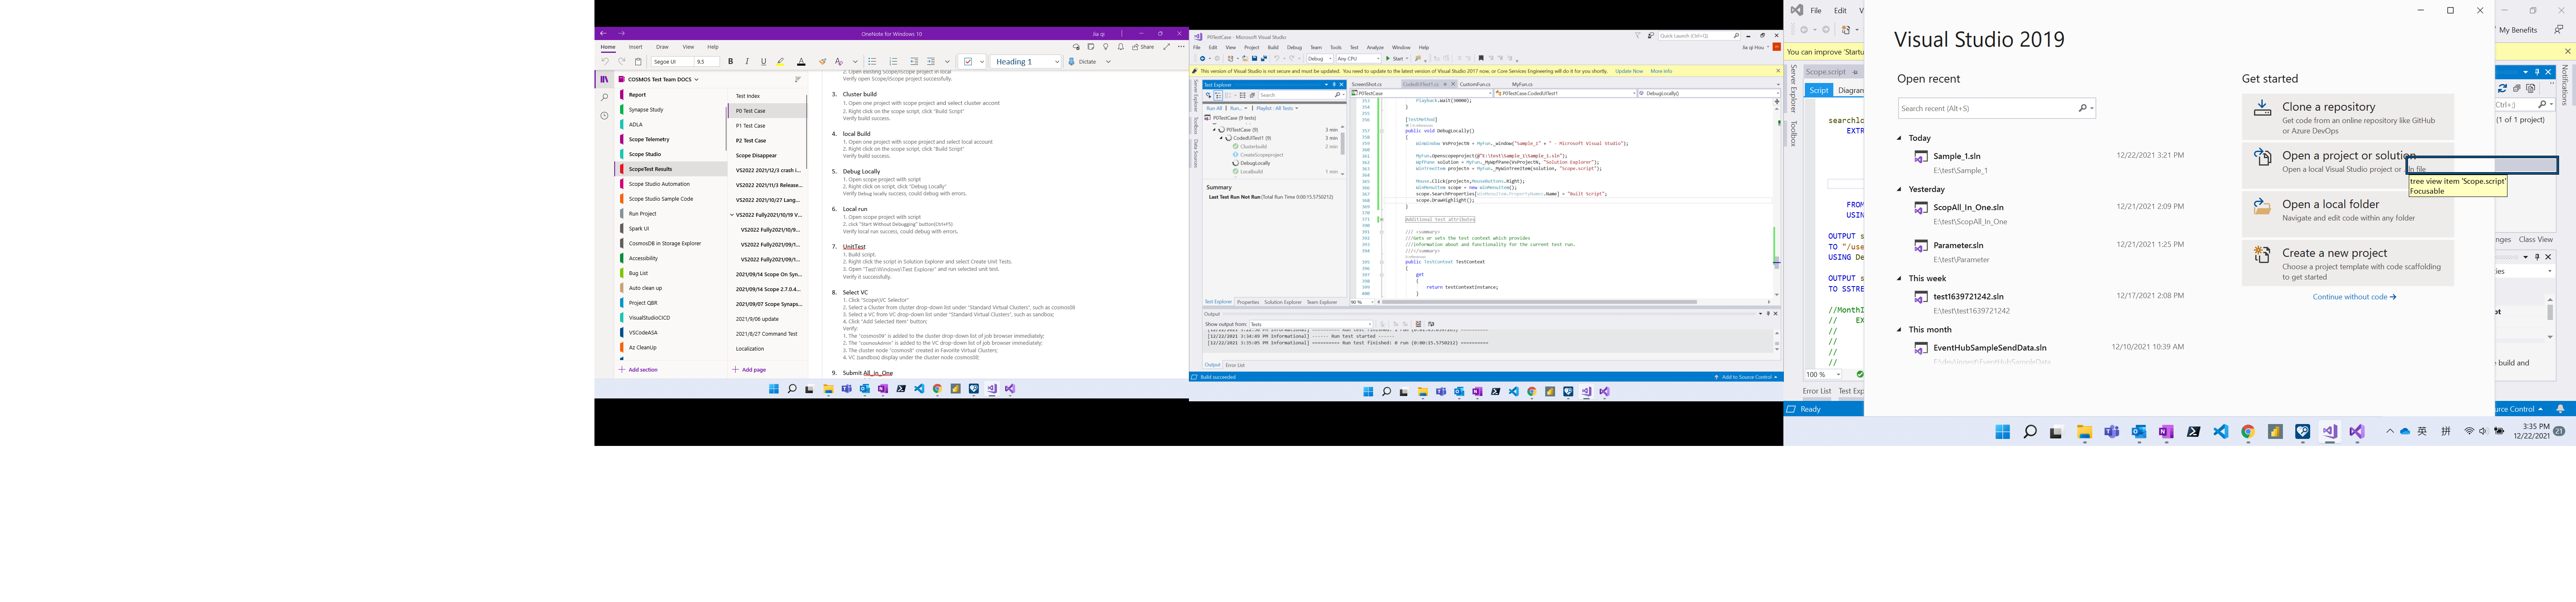 OneNote for Windows 10
Jia qi
Home Insert Draw View Help
Share
Segoe UI 9.5 B I U A Heading 1 Dictate
COSMOS Test Team DOCS
Report
Synapse Study
ADLA
Scope Telemetry
Scope Studio
ScopeTest Results
Scope Studio Automation
Scope Studio Sample Code
Run Project
Spark UI
CosmosDB in Storage Explorer
Accessibility
Bug List
Auto clean up
Project QBR
VisualStudioCICD
VSCodeASA
Az CleanUp
Add section
Test Index
P0 Test Case
P1 Test Case
P2 Test Case
Scope Disappear
VS2022 2021/12/3 crash i...
VS2022 2021/11/3 Release...
VS2022 2021/10/27 Lang...
VS2022 Fully2021/10/19 V...
VS2022 Fully2021/10/9...
VS2022 Fully2021/09/1...
VS2022 Fully2021/09/1...
2021/09/14 Scope On Syn...
2021/09/14 Scope 2.7.0.4...
2021/09/07 Scope Synaps...
2021/9/06 update
2021/8/27 Command Test
Localization
Add page
2. Open existing Scope/iScope project in local
Verify open Scope/iScope project successfully.
3. Cluster build
1. Open one project with scope project and select cluster accont
2. Right click on the scope script, click "Build Script"
Verify build success.
4. local Build
1. Open one project with scope project and select local account
2. Right click on the scope script, click "Build Script"
Verify build success.
5. Debug Locally
1. Open scope project with script
2. Right click on script, click "Debug Locally"
Verify Debug locally success, could debug with errors.
6. Local run
1. Open scope project with script
2. click "Start Without Debugging" button(Ctrl+F5)
Verify local run success, could debug with errors.
7. UnitTest
1. Build script.
2. Right click the script in Solution Explorer and select Create Unit Tests.
3. Open "Test\Windows\Test Explorer" and run selected unit test.
Verify it successfully.
8. Select VC
1. Click "Scope\VC Selector"
2. Select a Cluster from cluster drop-down list under "Standard Virtual Clusters", such as cosmos08
3. Select a VC from VC drop-down list under "Standard Virtual Clusters", such as sandbox;
4. Click "Add Selected Item" button;
Verify:
1. The "cosmos09" is added to the cluster drop-down list of job browser immediately;
2. The "cosmosAdmin" is added to the VC drop-down list of job browser immediately;
3. The cluster node "cosmos8" created in Favorite Virtual Clusters;
4. VC (sandbox) display under the cluster node cosmos08;
9. Submit All_in_One
P0TestCase - Microsoft Visual Studio
Quick Launch (Ctrl+Q)
File Edit View Project Build Debug Team Tools Test Analyze Window Help
Jia qi Hou
Debug Any CPU Start
This version of Visual Studio is not secure and must be updated. You need to update to the latest version of Visual Studio 2017 now, or Core Services Engineering will do it for you shortly. Update Now More info
Server Explorer
Toolbox
Data Sources
Test Explorer
Search
Run All | Run... | Playlist : All Tests
P0TestCase (9 tests)
P0TestCase (9) 3 min
CodedUITest1 (9) 3 min
Clusterbuild 2 min
CreateScopeproject
DebugLocally
LocalBuild 1 min
Summary
Last Test Run Not Run (Total Run Time 0:00:15.5750212)
Test Explorer Properties Solution Explorer Team Explorer
ScreenShot.cs CodedUITest1.cs CustomFun.cs MyFun.cs
P0TestCase P0TestCase.CodedUITest1 DebugLocally()
Playback.Wait(30000);
}
[TestMethod]
public void DebugLocally()
{
WinWindow VsProjectN = MyFun._window("Sample_1" + " - Microsoft Visual Studio");
MyFun.Openscopeproject(@"E:\test\Sample_1\Sample_1.sln");
WpfPane solution = MyFun._MyWpfPane(VsProjectN, "Solution Explorer");
WinTreeItem projectn = MyFun._MyWinTreeItem(solution, "Scope.script");
Mouse.Click(projectn,MouseButtons.Right);
WinMenuItem scope = new WinMenuItem();
scope.SearchProperties[WinMenuItem.PropertyNames.Name] = "Built Script";
scope.DrawHighlight();
}
Additional test attributes
/// <summary>
///Gets or sets the test context which provides
///information about and functionality for the current test run.
///</summary>
public TestContext TestContext
{
get
{
return testContextInstance;
}
90 %
Output
Show output from: Tests
[12/22/2021 3:34:49 PM Informational] ------ Run test started ------
[12/22/2021 3:35:05 PM Informational] ========== Run test finished: 0 run (0:00:15.5750212) ==========
Output Error List
Build succeeded
Add to Source Control
File Edit V
My Benefits
You can improve 'Startu
Server Explorer
Toolbox
Scope.script
Script Diagram
searchlo
EXTR
FROM
USIN
OUTPUT s
TO "/use
USING De
OUTPUT s
TO SSTRE
//MonthI
// EX
//
//
//
//
100 %
Error List Test Exp
Ready
Visual Studio 2019
Open recent
Search recent (Alt+S)
Today
Sample_1.sln 12/22/2021 3:21 PM
E:\test\Sample_1
Yesterday
ScopAll_In_One.sln 12/21/2021 2:09 PM
E:\test\ScopAll_In_One
Parameter.sln 12/21/2021 1:25 PM
E:\test\Parameter
This week
test1639721242.sln 12/17/2021 2:08 PM
E:\test\test1639721242
This month
EventHubSampleSendData.sln 12/10/2021 10:39 AM
Get started
Clone a repository
Get code from an online repository like GitHub
or Azure DevOps
Open a project or solution
Open a local Visual Studio project or .sln file
tree view item 'Scope.script'
Focusable
Open a local folder
Navigate and edit code within any folder
Create a new project
Choose a project template with code scaffolding
to get started
Continue without code
Notifications
Ctrl+;)
(1 of 1 project)
nges Class View
ies
pt
e build and
urce Control
英 拼
3:35 PM
12/22/2021
21